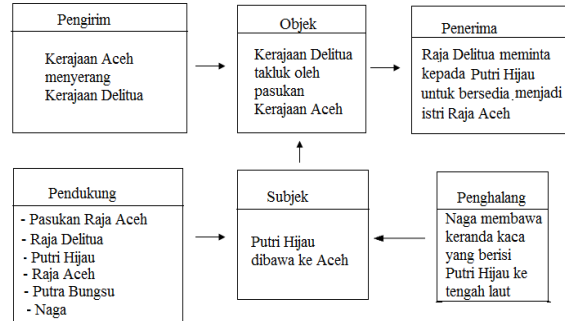 Pengirim
Kerajaan Aceh
menyerang
Kerajaan Delitua
Objek
Kerajaan Delitua
takluk oleh
pasukan
Kerajaan Aceh
Penerima
Raja Delitua meminta
kepada Putri Hijau
untuk bersedia menjadi
istri Raja Aceh
Pendukung
- Pasukan Raja Aceh
- Raja Delitua
- Putri Hijau
- Raja Aceh
- Putra Bungsu
- Naga
Subjek
Putri Hijau
dibawa ke Aceh
Penghalang
Naga membawa
keranda kaca
yang berisi
Putri Hijau ke
tengah laut